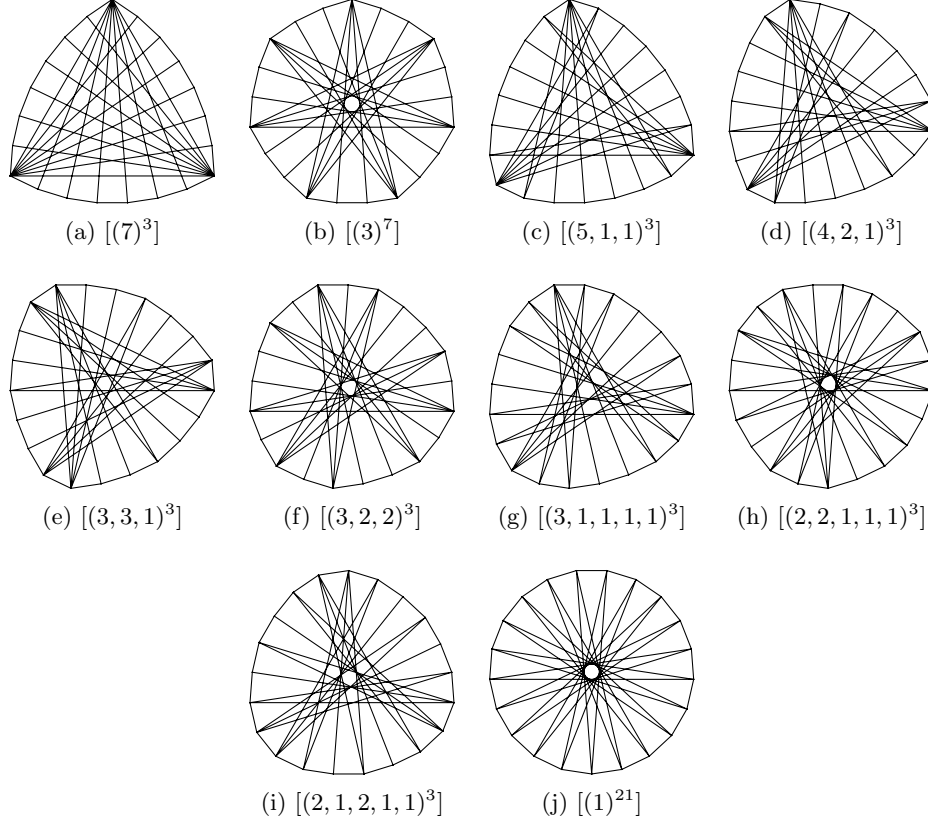 (a) [(7)³] (b) [(3)⁷] (c) [(5, 1, 1)³] (d) [(4, 2, 1)³]
(e) [(3, 3, 1)³] (f) [(3, 2, 2)³] (g) [(3, 1, 1, 1, 1)³] (h) [(2, 2, 1, 1, 1)³]
(i) [(2, 1, 2, 1, 1)³] (j) [(1)²¹]